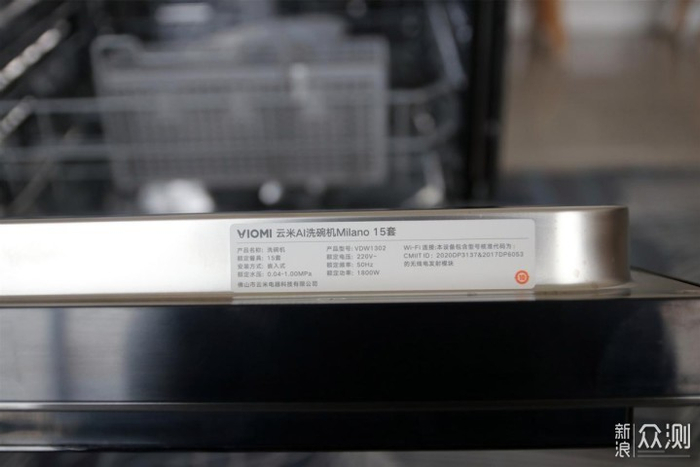 VIOMI 云米AI洗碗机Milano 15套
产品名称: 洗碗机
额定餐具: 15套
安装方式: 嵌入式
额定水压: 0.04-1.00MPa
佛山市云米电器科技有限公司
产品型号: VDW1302
额定电压: 220V~
额定频率: 50Hz
额定功率: 1800W
Wi-Fi 连接:本设备包含型号核准代码为:
CMIIT ID: 2020DP3137&2017DP6053
的无线电发射模块
新浪众测